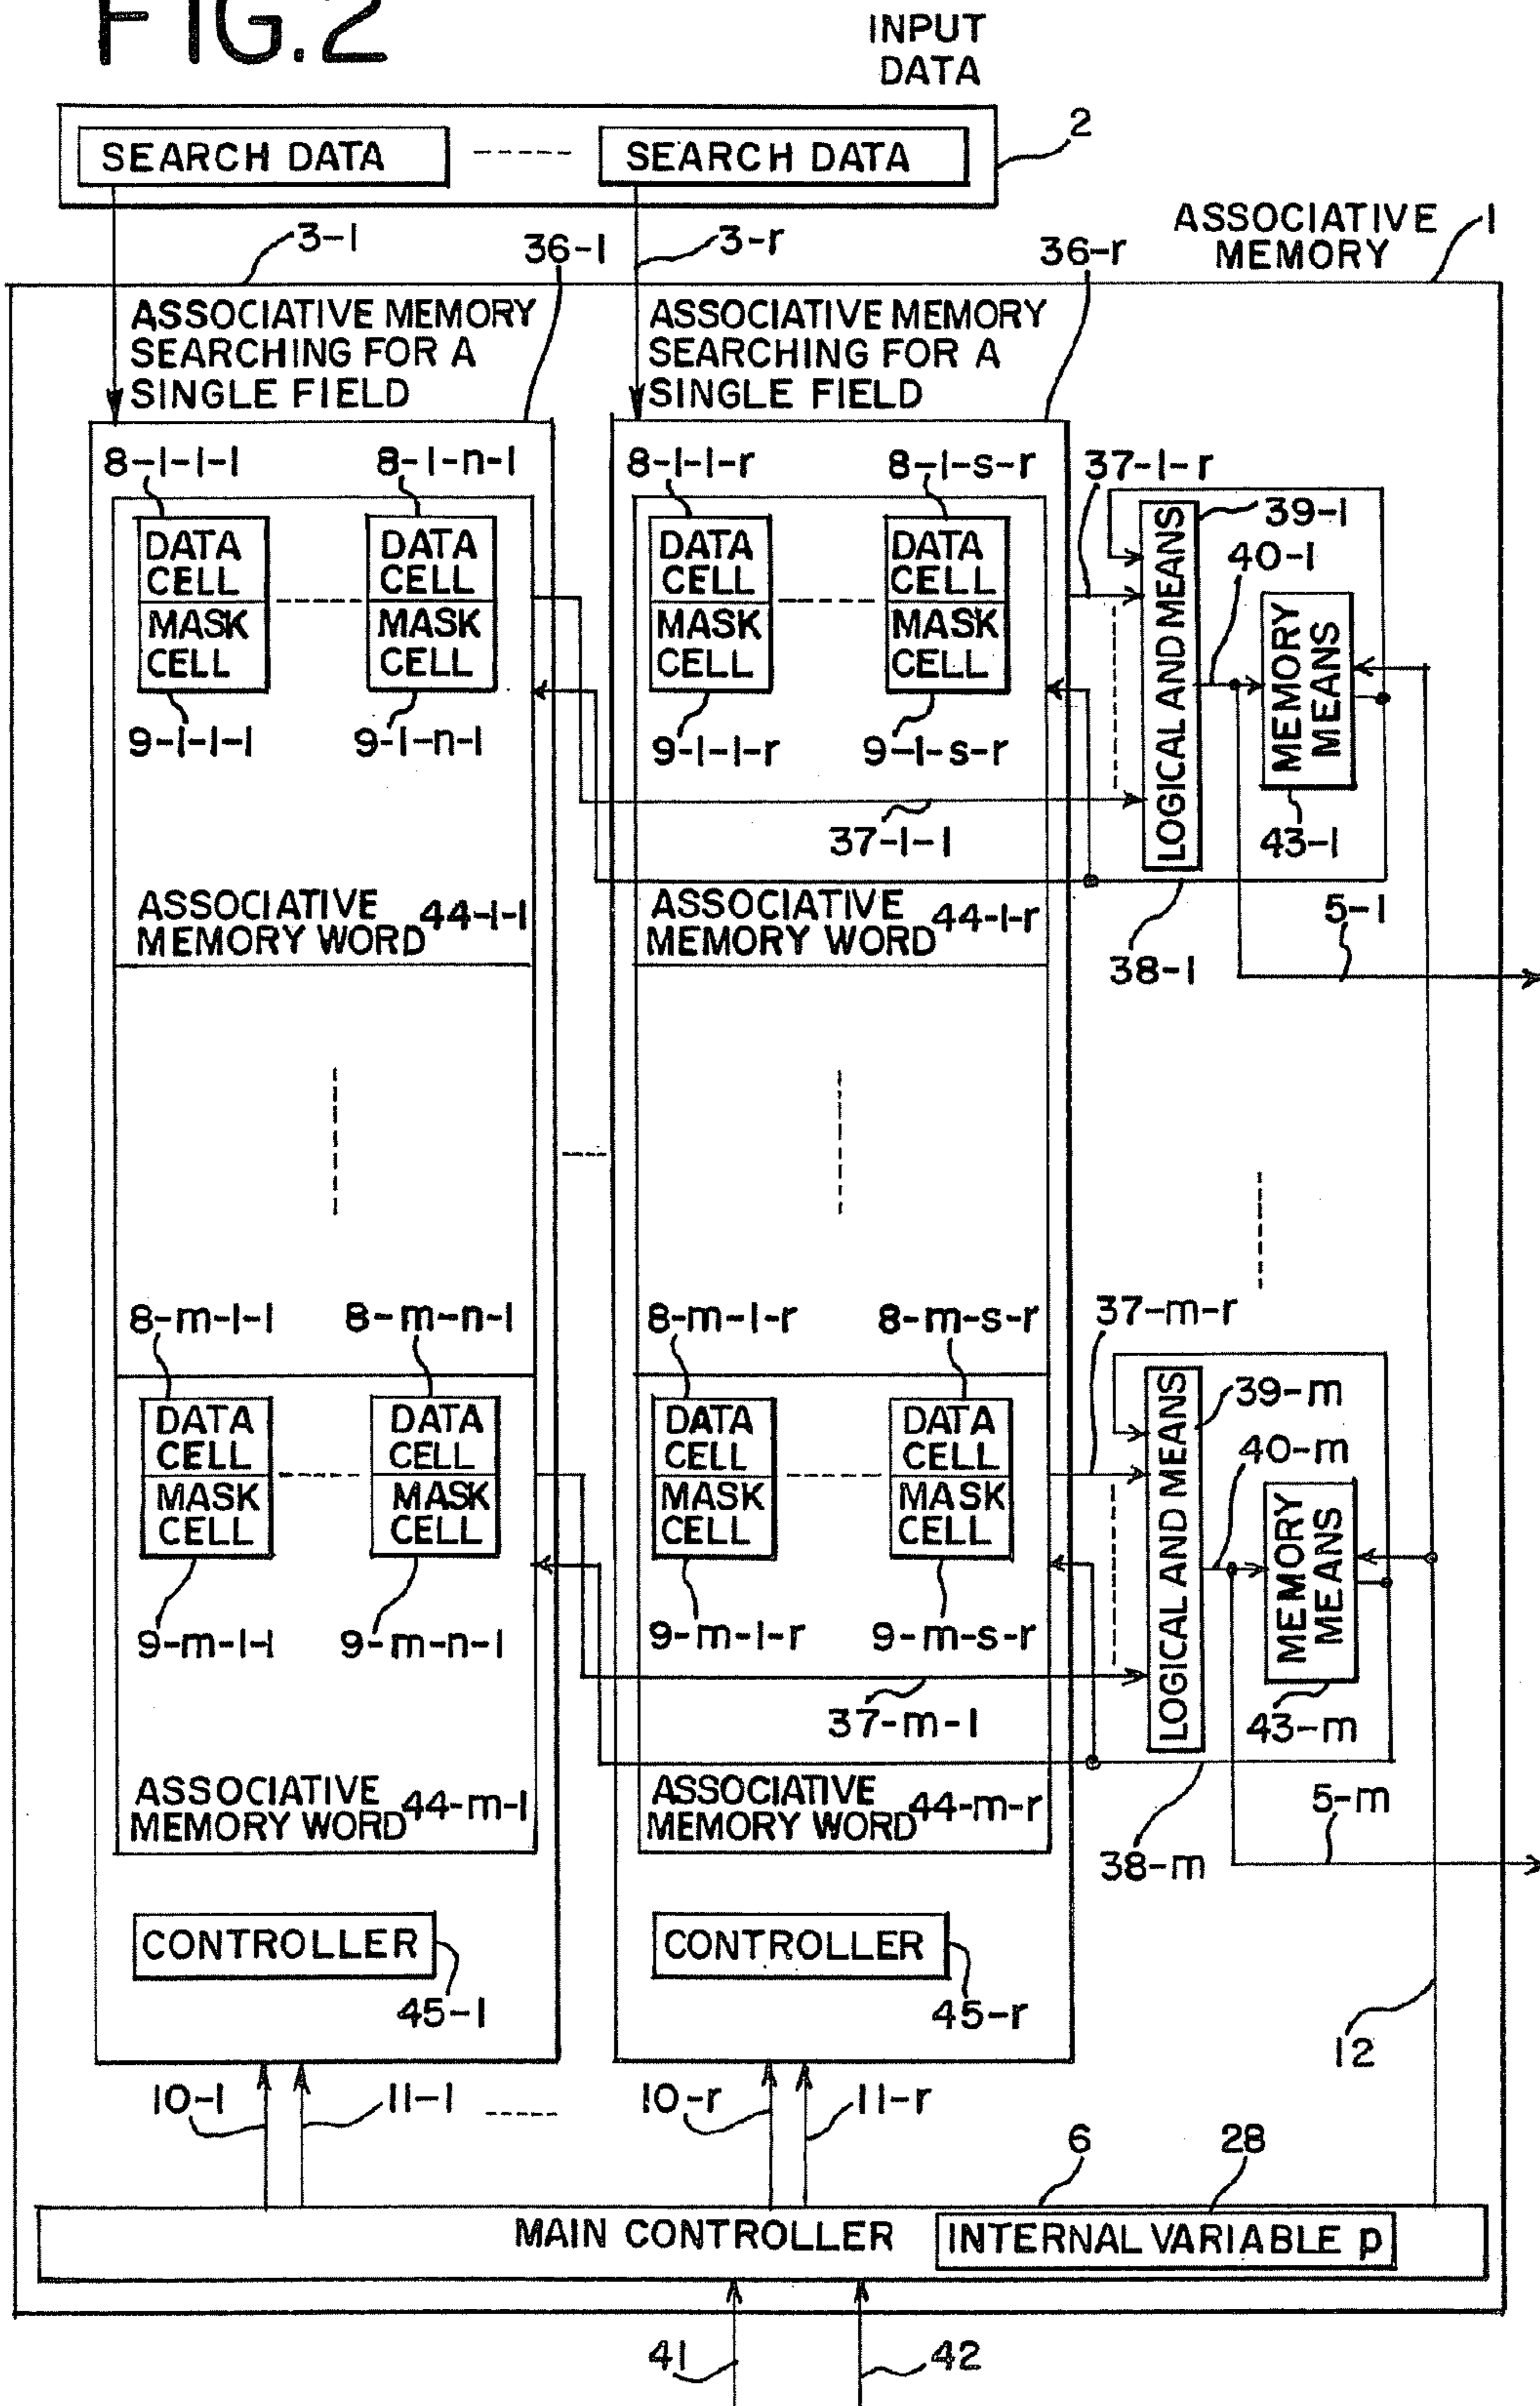 FIG.2
INPUT
DATA
SEARCH DATA ----- SEARCH DATA
2
3-1
36-1
3-r
36-r
ASSOCIATIVE
MEMORY
1
ASSOCIATIVE MEMORY
SEARCHING FOR A
SINGLE FIELD
ASSOCIATIVE MEMORY
SEARCHING FOR A
SINGLE FIELD
8-1-1-1
8-1-n-1
8-1-1-r
8-1-s-r
37-1-r
DATA
CELL
MASK
CELL
DATA
CELL
MASK
CELL
DATA
CELL
MASK
CELL
DATA
CELL
MASK
CELL
LOGICAL AND MEANS
39-1
40-1
MEMORY
MEANS
9-1-1-1
9-1-n-1
9-1-1-r
9-1-s-r
37-1-1
43-1
ASSOCIATIVE
MEMORY WORD
44-1-1
ASSOCIATIVE
MEMORY WORD
44-1-r
38-1
5-1
8-m-1-1
8-m-n-1
8-m-1-r
8-m-s-r
37-m-r
DATA
CELL
MASK
CELL
DATA
CELL
MASK
CELL
DATA
CELL
MASK
CELL
DATA
CELL
MASK
CELL
LOGICAL AND MEANS
39-m
40-m
MEMORY
MEANS
9-m-1-1
9-m-n-1
9-m-1-r
9-m-s-r
37-m-1
43-m
ASSOCIATIVE
MEMORY WORD
44-m-1
ASSOCIATIVE
MEMORY WORD
44-m-r
38-m
5-m
CONTROLLER
CONTROLLER
45-1
45-r
12
10-1
11-1
10-r
11-r
6
28
MAIN CONTROLLER
INTERNAL VARIABLE p
41
42